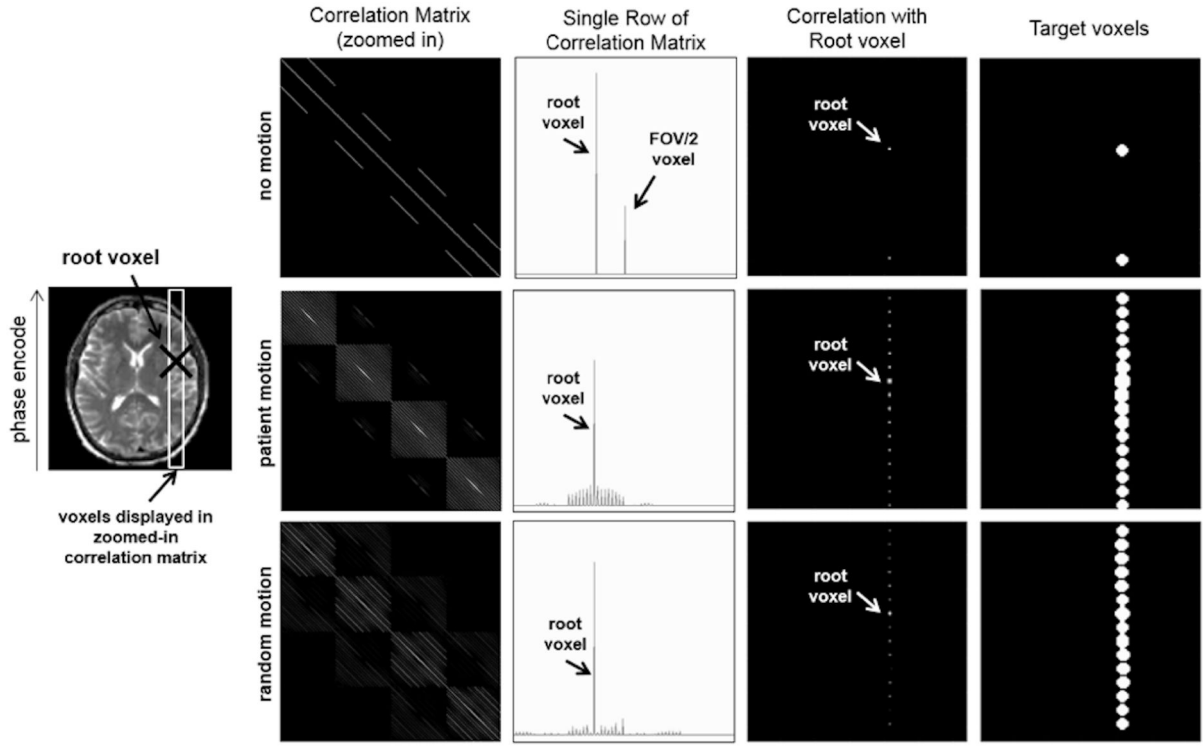 Correlation Matrix
(zoomed in)
Single Row of
Correlation Matrix
Correlation with
Root voxel
Target voxels
no motion
root
voxel
FOV/2
voxel
root
voxel
root voxel
phase encode
voxels displayed in
zoomed-in
correlation matrix
patient motion
root
voxel
root
voxel
random motion
root
voxel
root
voxel